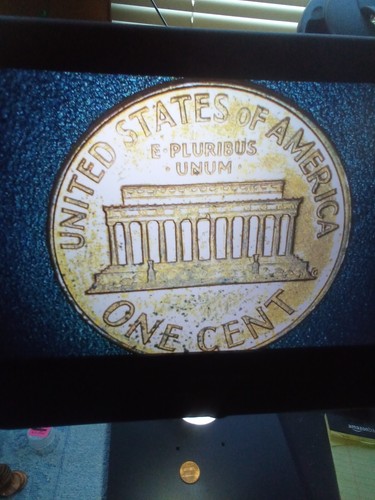 UNITED STATES OF AMERICA
E·PLURIBUS
·UNUM·
ONE CENT